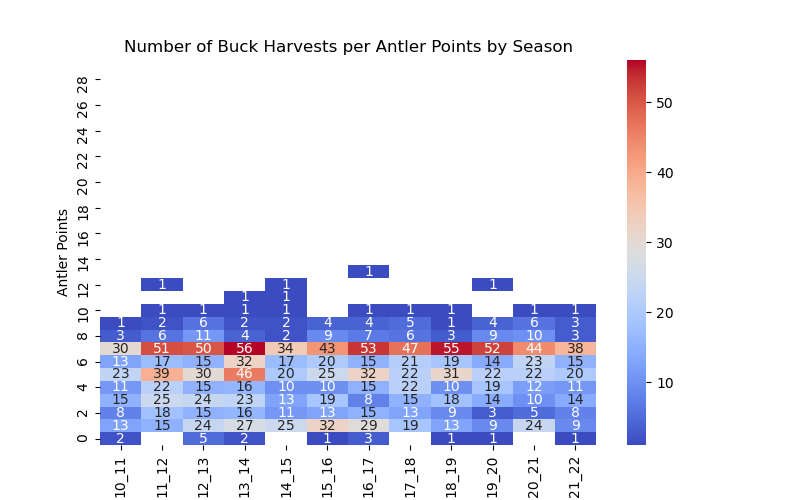 Number of Buck Harvests per Antler Points by Season
Antler Points
28
26
24
22
20
18
16
14
1
12 1 1 1
1 1
10 1 1 1 1 1 1 1 1 1
1 2 6 2 2 4 4 5 1 4 6 3
8 3 6 11 4 2 9 7 6 3 9 10 3
30 51 50 56 34 43 53 47 55 52 44 38
6 13 17 15 32 17 20 15 21 19 14 23 15
23 39 30 46 20 25 32 22 31 22 22 20
4 11 22 15 16 10 10 15 22 10 19 12 11
15 25 24 23 13 19 8 15 18 14 10 14
2 8 18 15 16 11 13 15 13 9 3 5 8
13 15 24 27 25 32 29 19 13 9 24 9
0 2 5 2 1 3 1 1 1
10_11 11_12 12_13 13_14 14_15 15_16 16_17 17_18 18_19 19_20 20_21 21_22
50
40
30
20
10